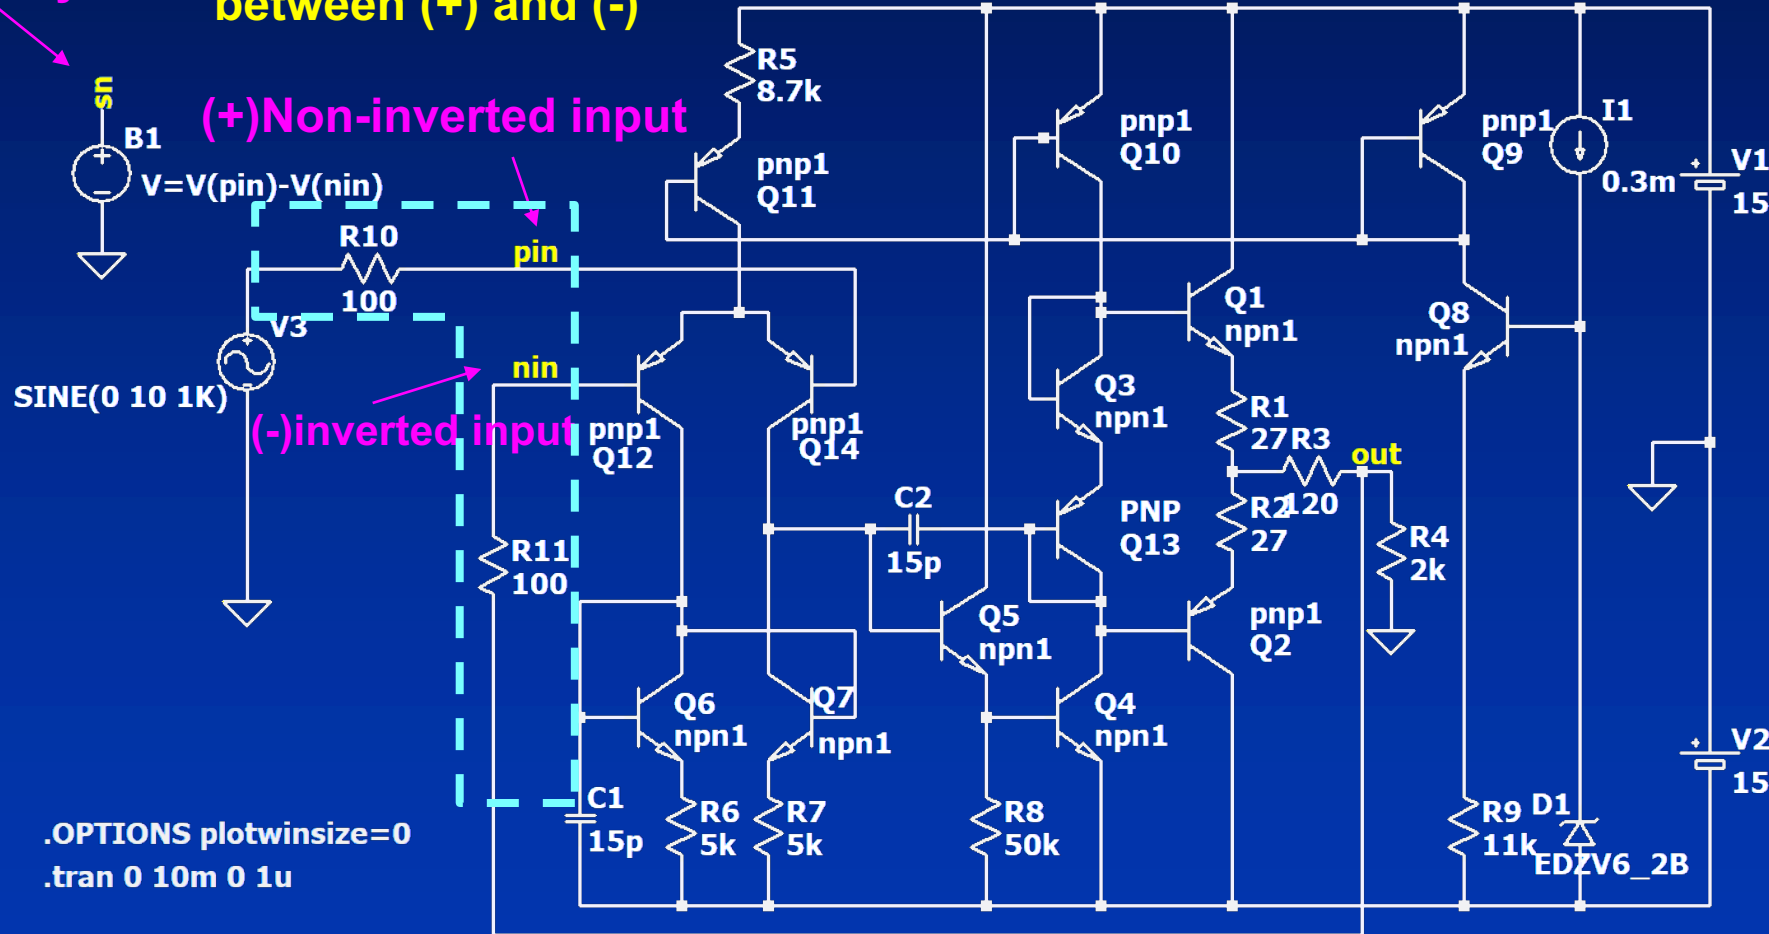 between (+) and (-)
sn
B1
V=V(pin)-V(nin)
(+)Non-inverted input
R5
8.7k
pnp1
Q11
pnp1
Q10
pnp1
Q9
I1
0.3m
V1
15
R10
100
pin
V3
SINE(0 10 1K)
nin
(-)inverted input
pnp1
Q12
pnp1
Q14
Q1
npn1
Q8
npn1
Q3
npn1
R1
27
R3
120
out
C2
15p
PNP
Q13
R2
27
R4
2k
R11
100
Q5
npn1
pnp1
Q2
Q6
npn1
Q7
npn1
Q4
npn1
V2
15
C1
15p
R6
5k
R7
5k
R8
50k
R9
11k
D1
EDZV6_2B
.OPTIONS plotwinsize=0
.tran 0 10m 0 1u